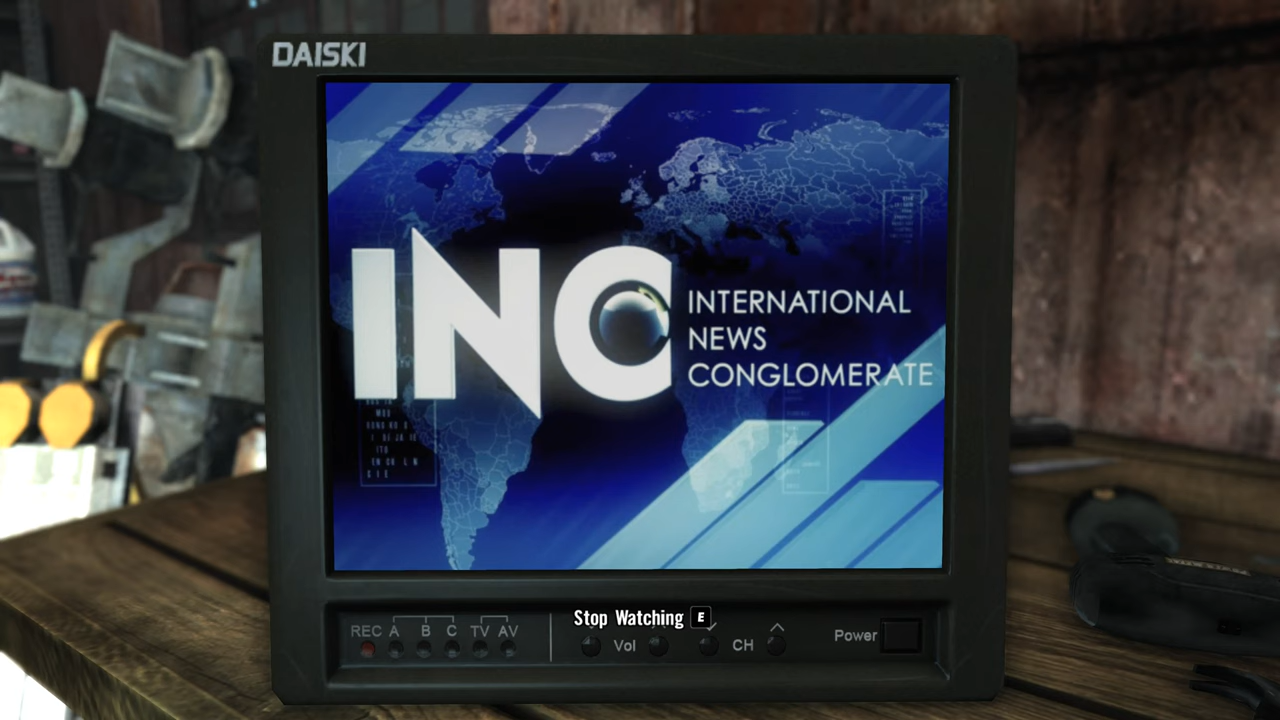 DAISKI
INC
INTERNATIONAL
NEWS
CONGLOMERATE
Stop Watching E
REC A B C TV AV
Vol
CH
Power